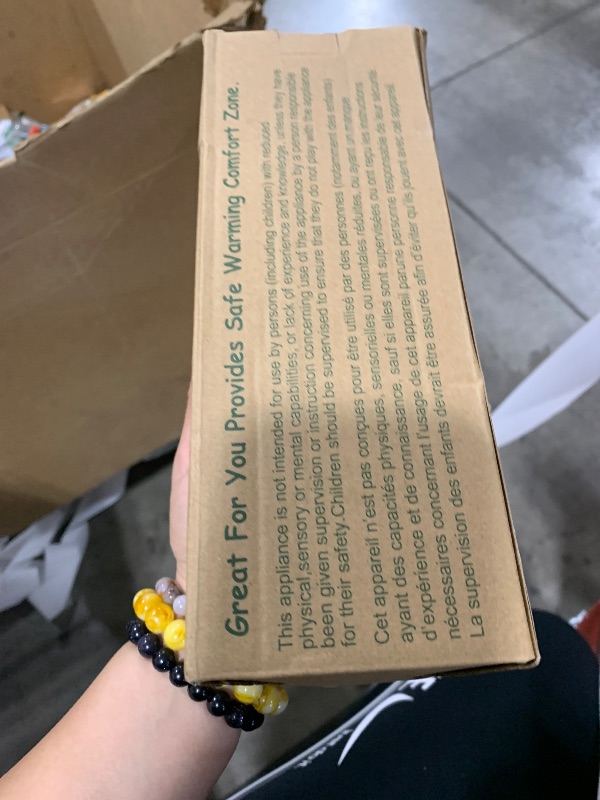 Great For You Provides Safe Warming Comfort Zone.
This appliance is not intended for use by persons (including children) with reduced
physical,sensory or mental capabilities, or lack of experience and knowledge, unless they have
been given supervision or instruction concerning use of the appliance by a person responsible
for their safety.Children should be supervised to ensure that they do not play with the appliance
Cet appareil n'est pas conçues pour être utilisé par des personnes (notamment des enfants)
ayant des capacités physiques, sensorielles ou mentales réduites, ou ayant un manque
d'expérience et de connaissance, sauf si elles sont supervisées ou ont reçu les instructions
nécessaires concernant l'usage de cet appareil parune personne responsable de leur sécurité
La supervision des enfants devrait être assurée afin d'éviter qu'ils jouent avec cet appareil